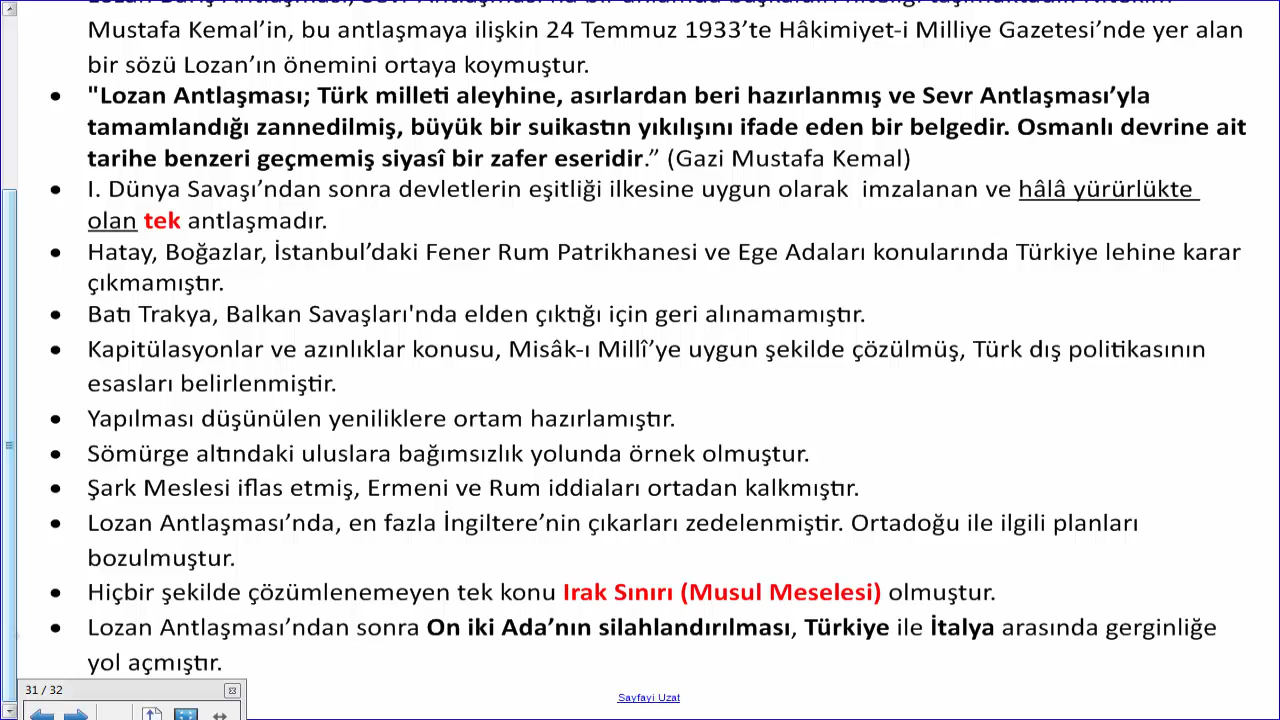 Mustafa Kemal’in, bu antlaşmaya ilişkin 24 Temmuz 1933’te Hâkimiyet-i Milliye Gazetesi’nde yer alan
bir sözü Lozan’ın önemini ortaya koymuştur.
• "Lozan Antlaşması; Türk milleti aleyhine, asırlardan beri hazırlanmış ve Sevr Antlaşması’yla
tamamlandığı zannedilmiş, büyük bir suikastın yıkılışını ifade eden bir belgedir. Osmanlı devrine ait
tarihe benzeri geçmemiş siyasî bir zafer eseridir.” (Gazi Mustafa Kemal)
• I. Dünya Savaşı’ndan sonra devletlerin eşitliği ilkesine uygun olarak imzalanan ve hâlâ yürürlükte
olan tek antlaşmadır.
• Hatay, Boğazlar, İstanbul’daki Fener Rum Patrikhanesi ve Ege Adaları konularında Türkiye lehine karar
çıkmamıştır.
• Batı Trakya, Balkan Savaşları'nda elden çıktığı için geri alınamamıştır.
• Kapitülasyonlar ve azınlıklar konusu, Misâk-ı Millî’ye uygun şekilde çözülmüş, Türk dış politikasının
esasları belirlenmiştir.
• Yapılması düşünülen yeniliklere ortam hazırlamıştır.
• Sömürge altındaki uluslara bağımsızlık yolunda örnek olmuştur.
• Şark Meslesi iflas etmiş, Ermeni ve Rum iddiaları ortadan kalkmıştır.
• Lozan Antlaşması’nda, en fazla İngiltere’nin çıkarları zedelenmiştir. Ortadoğu ile ilgili planları
bozulmuştur.
• Hiçbir şekilde çözümlenemeyen tek konu Irak Sınırı (Musul Meselesi) olmuştur.
• Lozan Antlaşması’ndan sonra On iki Ada’nın silahlandırılması, Türkiye ile İtalya arasında gerginliğe
yol açmıştır.
31 / 32
Sayfayi Uzat